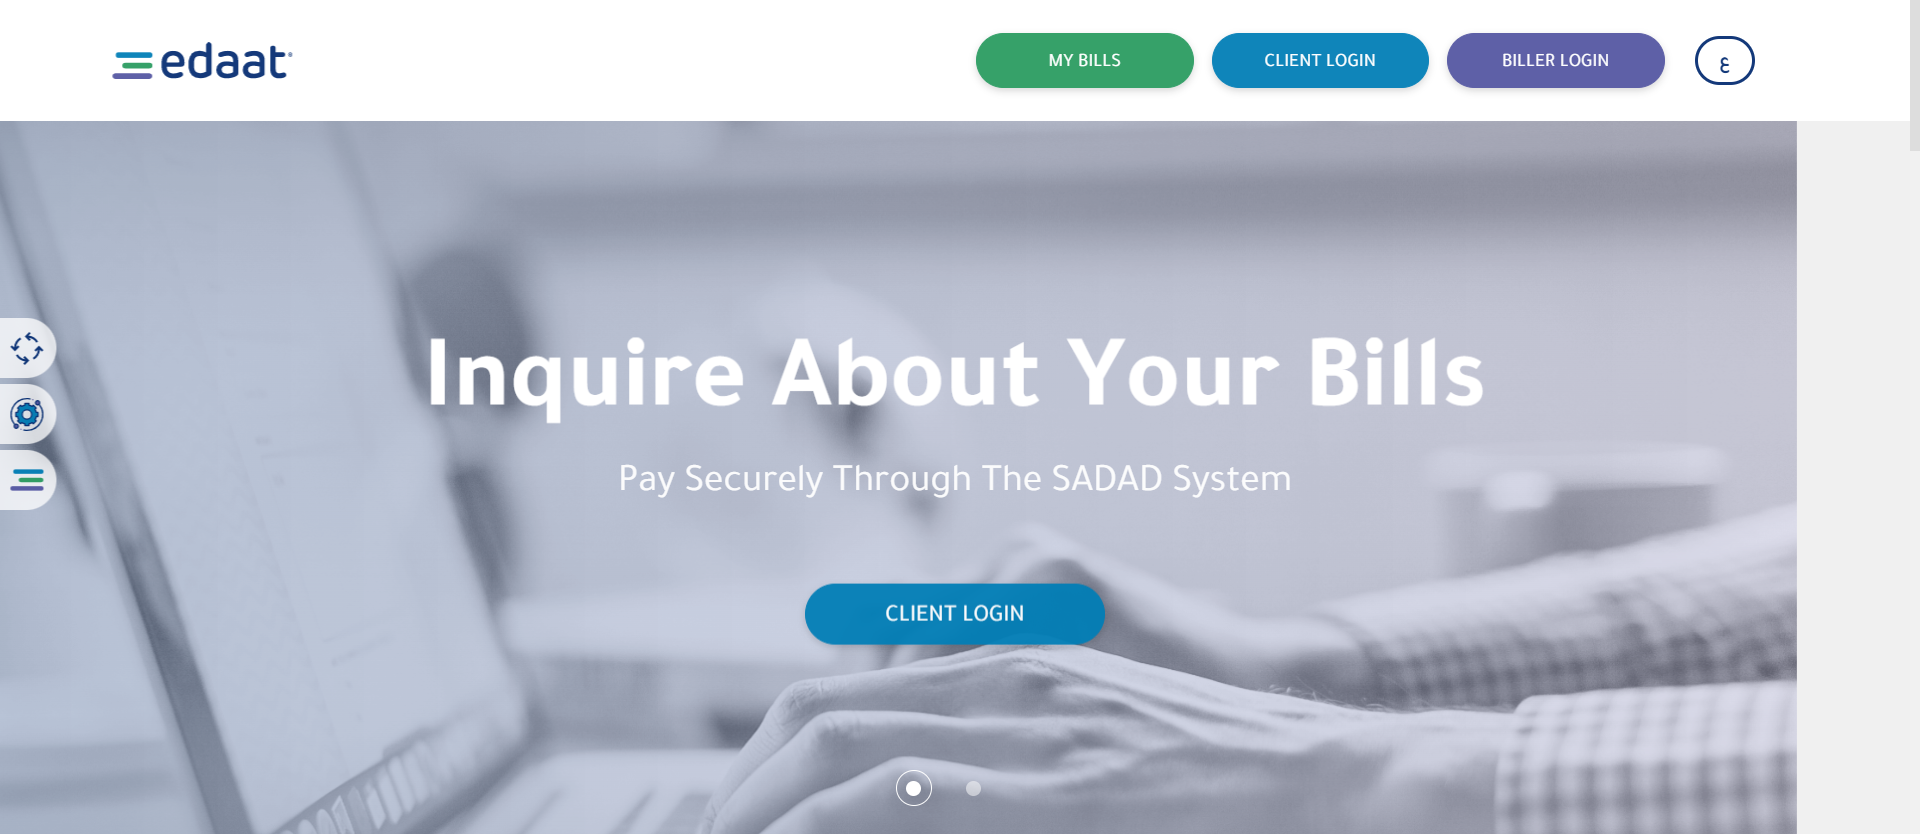 edaat
MY BILLS
CLIENT LOGIN
BILLER LOGIN
ع
Inquire About Your Bills
Pay Securely Through The SADAD System
CLIENT LOGIN